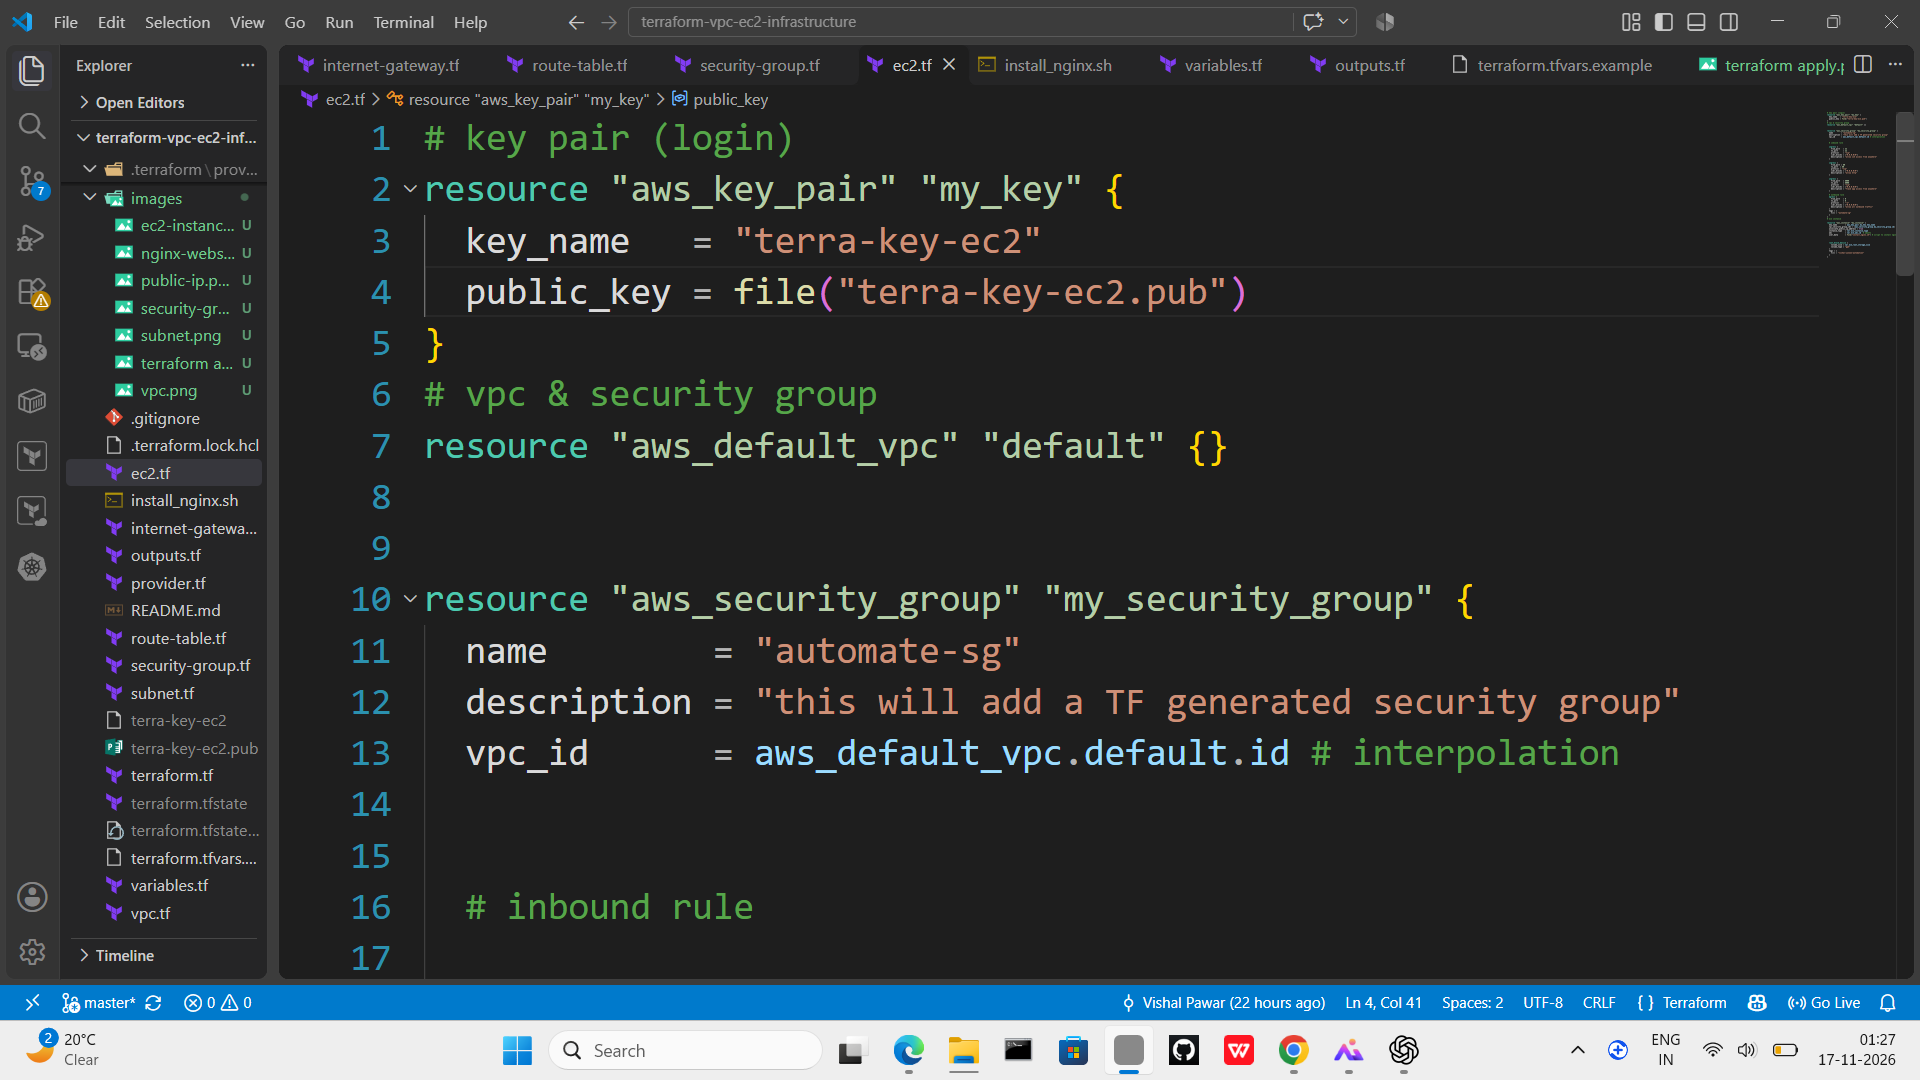 File Edit Selection View Go Run Terminal Help
terraform-vpc-ec2-infrastructure
Explorer
Open Editors
terraform-vpc-ec2-inf...
.terraform \ prov...
images
ec2-instanc... U
nginx-webs... U
public-ip.p... U
security-gr... U
subnet.png U
terraform a... U
vpc.png U
.gitignore
.terraform.lock.hcl
ec2.tf
install_nginx.sh
internet-gatewa...
outputs.tf
provider.tf
README.md
route-table.tf
security-group.tf
subnet.tf
terra-key-ec2
terra-key-ec2.pub
terraform.tf
terraform.tfstate
terraform.tfstate...
terraform.tfvars....
variables.tf
vpc.tf
Timeline
7
internet-gateway.tf route-table.tf security-group.tf ec2.tf install_nginx.sh variables.tf outputs.tf terraform.tfvars.example terraform apply.p
ec2.tf > resource "aws_key_pair" "my_key" > public_key
1 # key pair (login)
2 resource "aws_key_pair" "my_key" {
3 key_name = "terra-key-ec2"
4 public_key = file("terra-key-ec2.pub")
5 }
6 # vpc & security group
7 resource "aws_default_vpc" "default" {}
8
9
10 resource "aws_security_group" "my_security_group" {
11 name = "automate-sg"
12 description = "this will add a TF generated security group"
13 vpc_id = aws_default_vpc.default.id # interpolation
14
15
16 # inbound rule
17
master* 0 0 Vishal Pawar (22 hours ago) Ln 4, Col 41 Spaces: 2 UTF-8 CRLF { } Terraform Go Live
2
20°C
Clear
Search
ENG
IN
01:27
17-11-2026